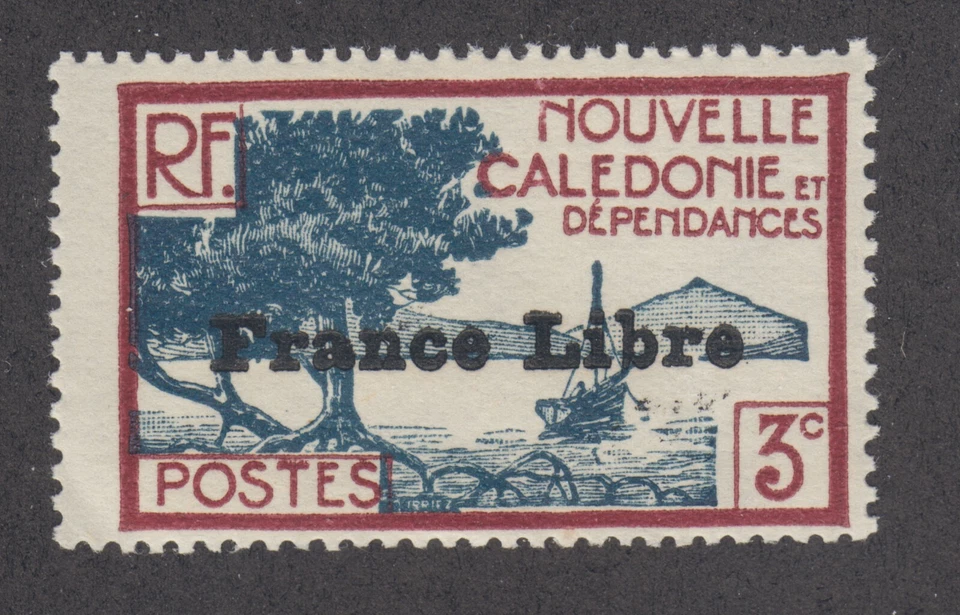 RF.
NOUVELLE
CALEDONIE ET
DÉPENDANCES
France Libre
3c
POSTES